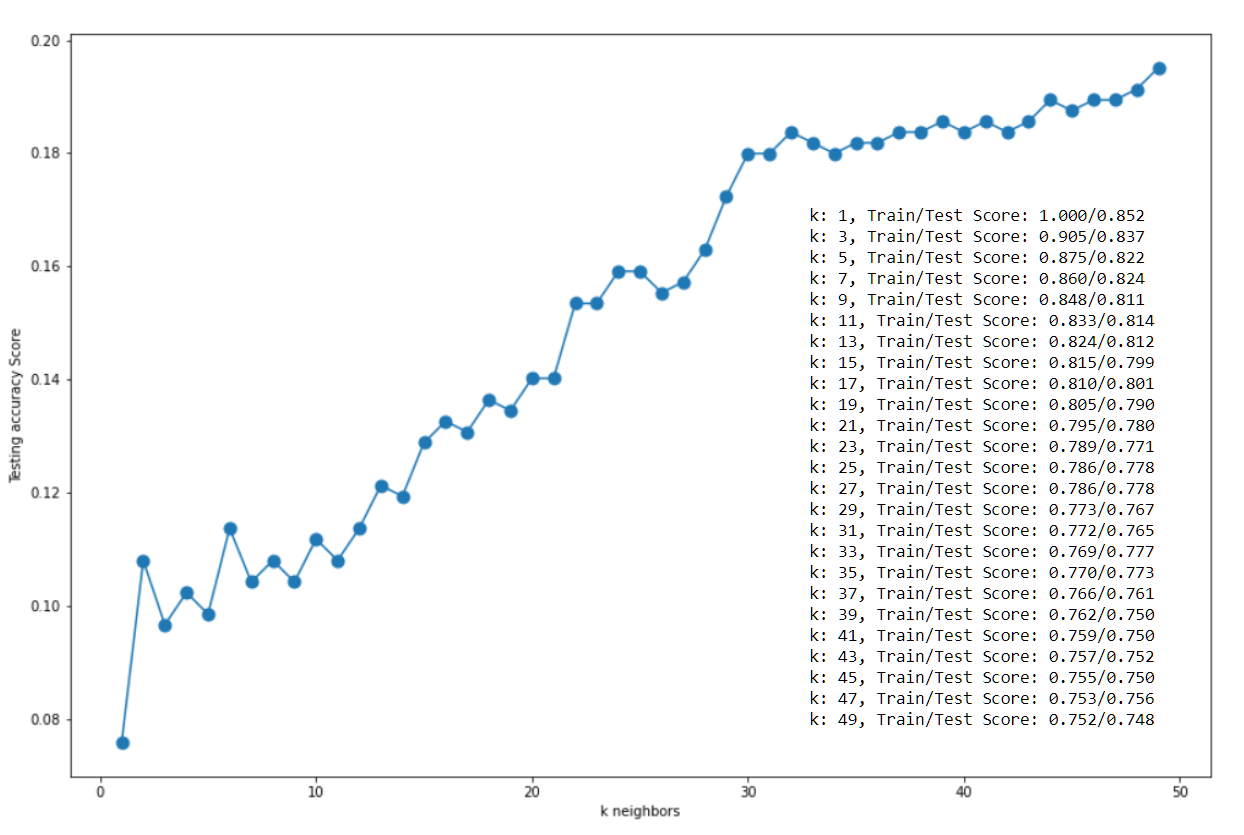 0.20
0.18
0.16
0.14
0.12
0.10
0.08
Testing accuracy Score
k: 1, Train/Test Score: 1.000/0.852
k: 3, Train/Test Score: 0.905/0.837
k: 5, Train/Test Score: 0.875/0.822
k: 7, Train/Test Score: 0.860/0.824
k: 9, Train/Test Score: 0.848/0.811
k: 11, Train/Test Score: 0.833/0.814
k: 13, Train/Test Score: 0.824/0.812
k: 15, Train/Test Score: 0.815/0.799
k: 17, Train/Test Score: 0.810/0.801
k: 19, Train/Test Score: 0.805/0.790
k: 21, Train/Test Score: 0.795/0.780
k: 23, Train/Test Score: 0.789/0.771
k: 25, Train/Test Score: 0.786/0.778
k: 27, Train/Test Score: 0.786/0.778
k: 29, Train/Test Score: 0.773/0.767
k: 31, Train/Test Score: 0.772/0.765
k: 33, Train/Test Score: 0.769/0.777
k: 35, Train/Test Score: 0.770/0.773
k: 37, Train/Test Score: 0.766/0.761
k: 39, Train/Test Score: 0.762/0.750
k: 41, Train/Test Score: 0.759/0.750
k: 43, Train/Test Score: 0.757/0.752
k: 45, Train/Test Score: 0.755/0.750
k: 47, Train/Test Score: 0.753/0.756
k: 49, Train/Test Score: 0.752/0.748
0 10 20 30 40 50
k neighbors